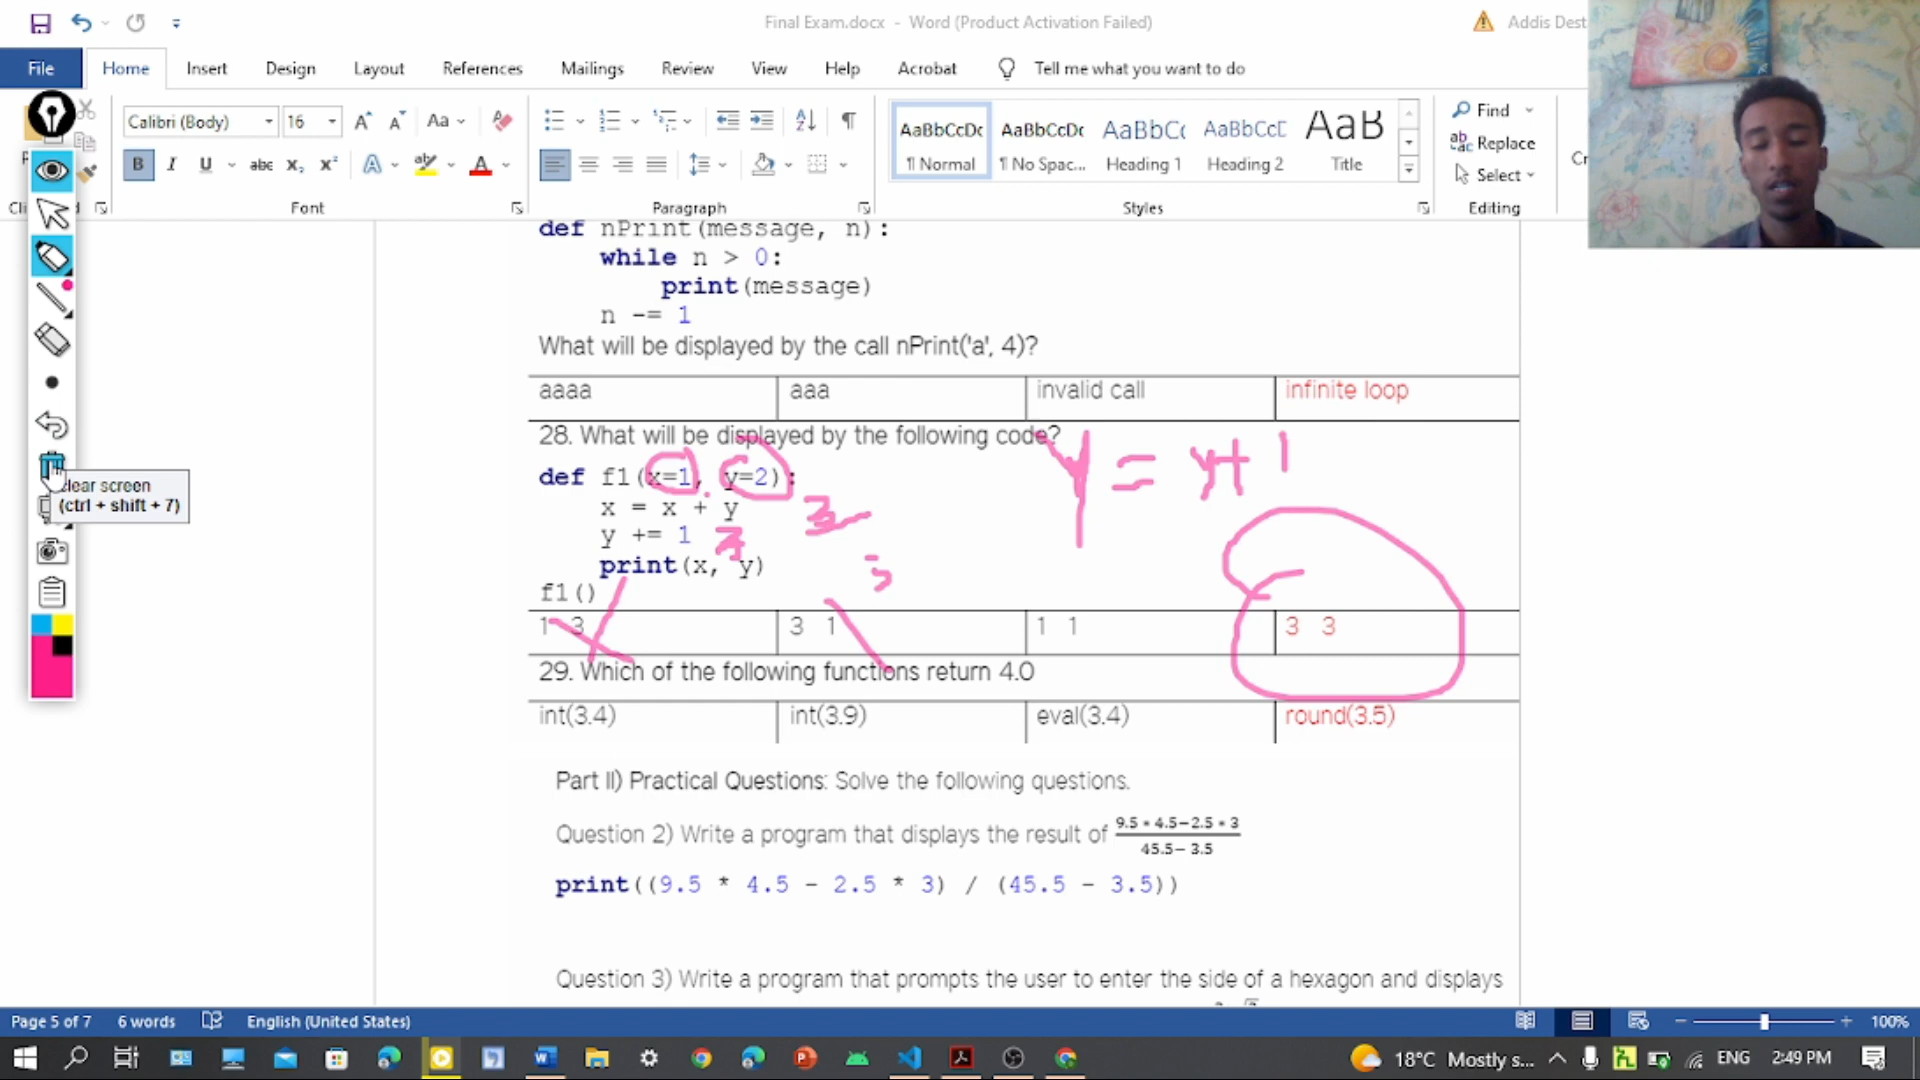 Final Exam.docx - Word (Product Activation Failed)
Addis Dest
File Home Insert Design Layout References Mailings Review View Help Acrobat Tell me what you want to do
Calibri (Body) 16 A A Aa
B I U abc x₂ x² A A
AaBbCcDc AaBbCcDc AaBbC( AaBbCcD AaB
¶ Normal ¶ No Spac... Heading 1 Heading 2 Title
Find
Replace
Select
Font Paragraph Styles Editing
def nPrint(message, n):
while n > 0:
print(message)
n -= 1
What will be displayed by the call nPrint('a', 4)?
aaaa aaa invalid call infinite loop
28. What will be displayed by the following code?
def f1(x=1, y=2):
x = x + y
y += 1
print(x, y)
f1()
y = y+1
3
3
1 3 3 1 1 1 3 3
29. Which of the following functions return 4.0
int(3.4) int(3.9) eval(3.4) round(3.5)
Part II) Practical Questions: Solve the following questions.
Question 2) Write a program that displays the result of 9.5 * 4.5 – 2.5 * 3
45.5 – 3.5
print((9.5 * 4.5 - 2.5 * 3) / (45.5 - 3.5))
Question 3) Write a program that prompts the user to enter the side of a hexagon and displays
clear screen
(ctrl + shift + 7)
Page 5 of 7 6 words English (United States) 100%
18°C Mostly s... ENG 2:49 PM